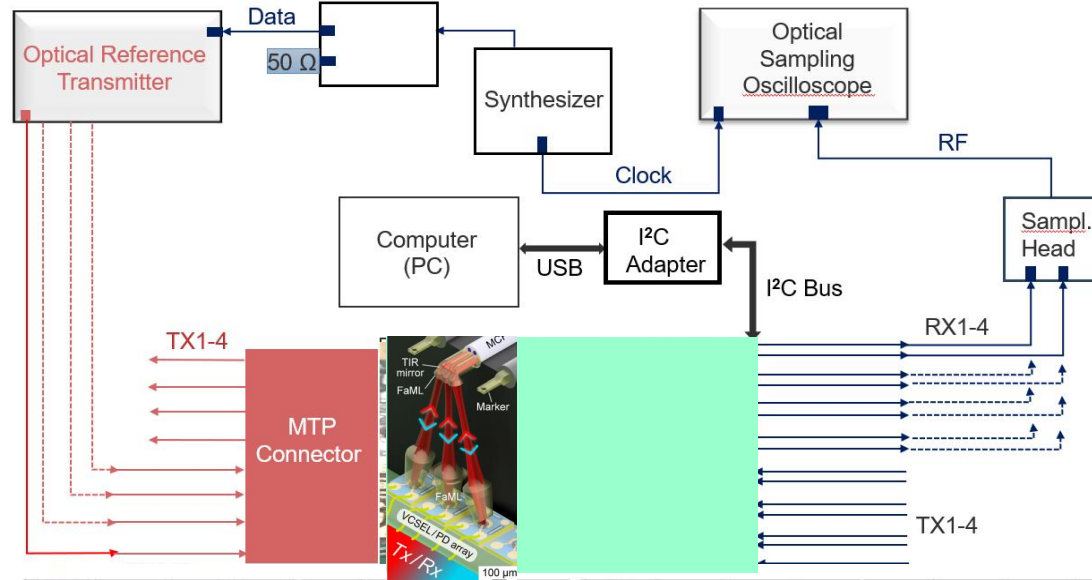 Optical Reference
Transmitter
Data
50 Ω
Synthesizer
Clock
Optical
Sampling
Oscilloscope
RF
Sampl.
Head
Computer
(PC)
USB
I²C
Adapter
I²C Bus
TX1-4
RX1-4
MTP
Connector
TIR
mirror
FaML
Marker
FaML
VCSEL/PD array
Tx/Rx
100 µm
TX1-4